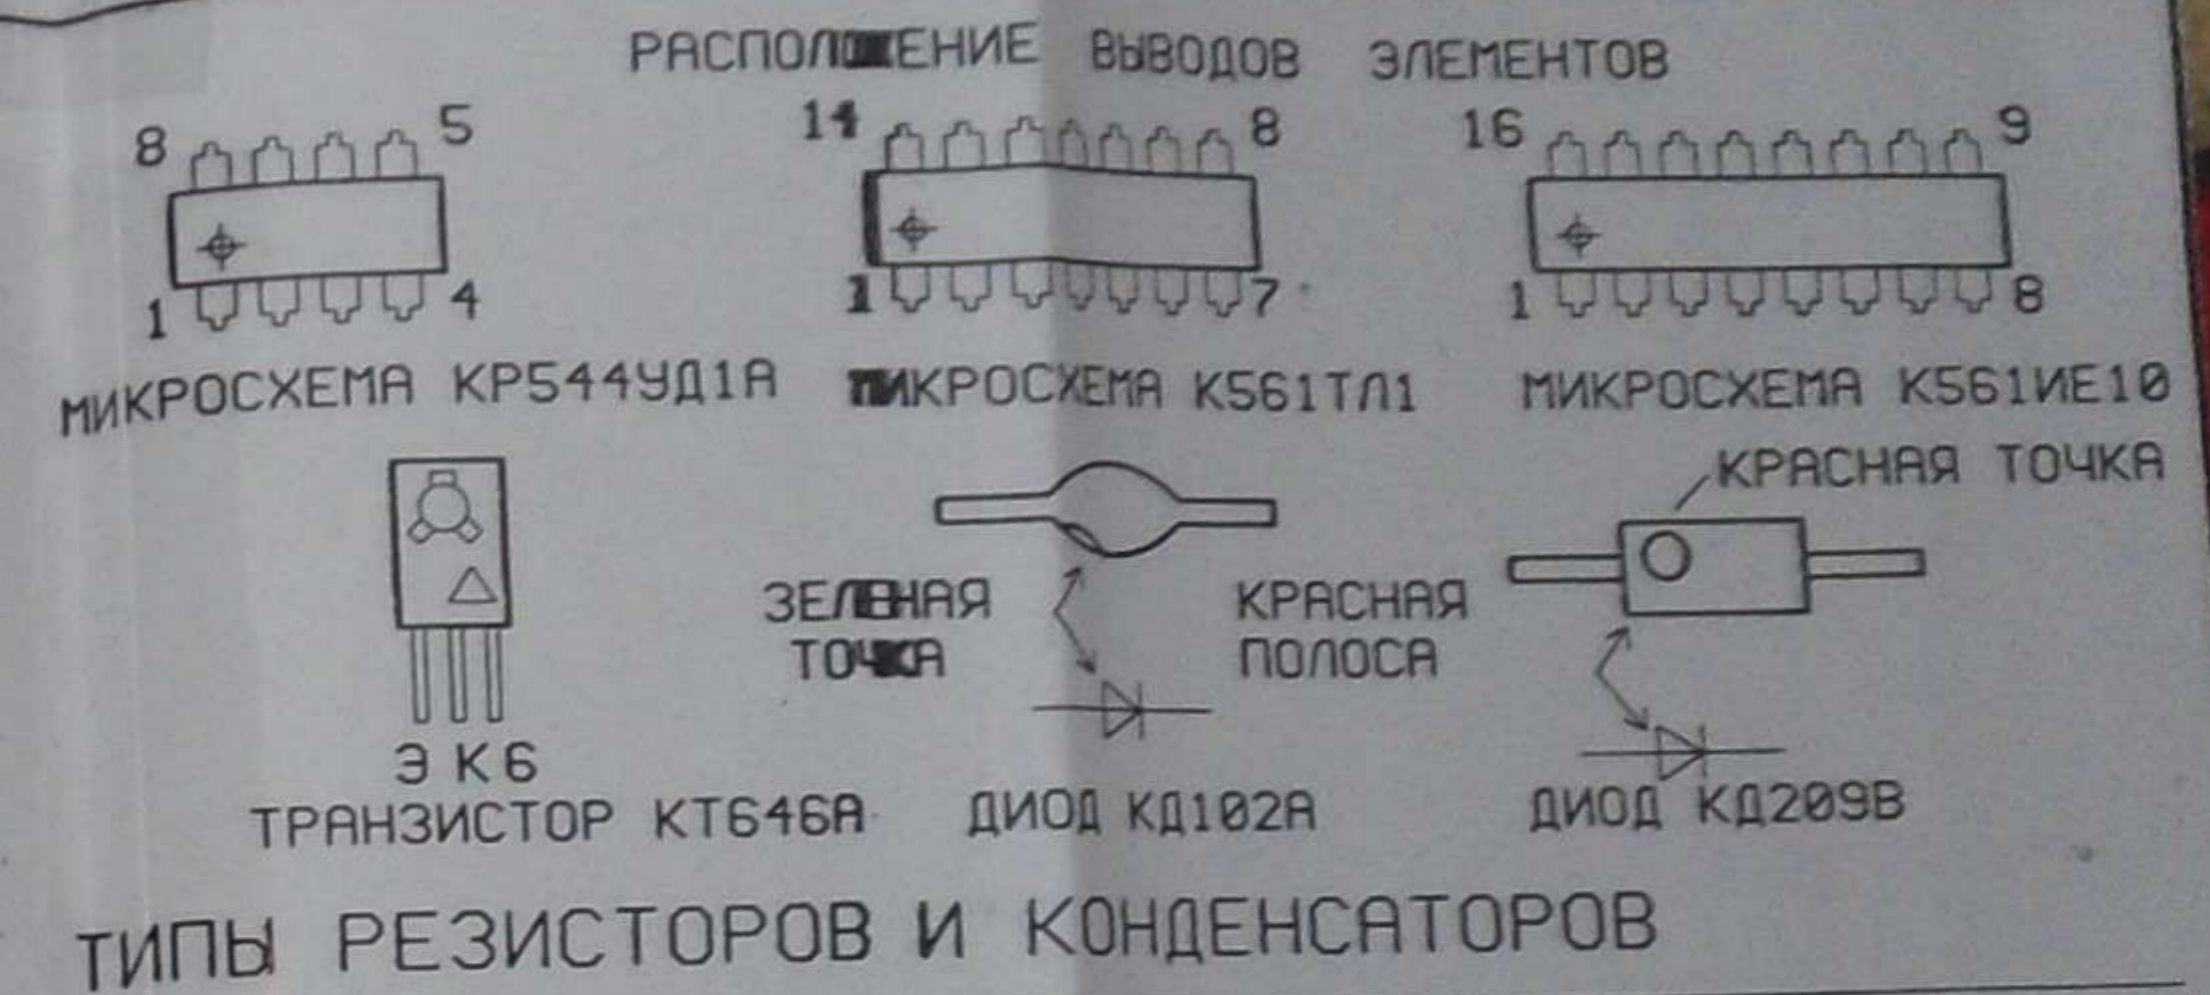 РАСПОЛОЖЕНИЕ ВЫВОДОВ ЭЛЕМЕНТОВ
8 5
14 8
16 9
1 4
1 7
1 8
МИКРОСХЕМА КР544УД1А
МИКРОСХЕМА К561ТЛ1
МИКРОСХЕМА К561ИЕ10
КРАСНАЯ ТОЧКА
ЗЕЛЕНАЯ
ТОЧКА
КРАСНАЯ
ПОЛОСА
Э К Б
ТРАНЗИСТОР КТ646А
ДИОД КД102А
ДИОД КД209В
ТИПЫ РЕЗИСТОРОВ И КОНДЕНСАТОРОВ